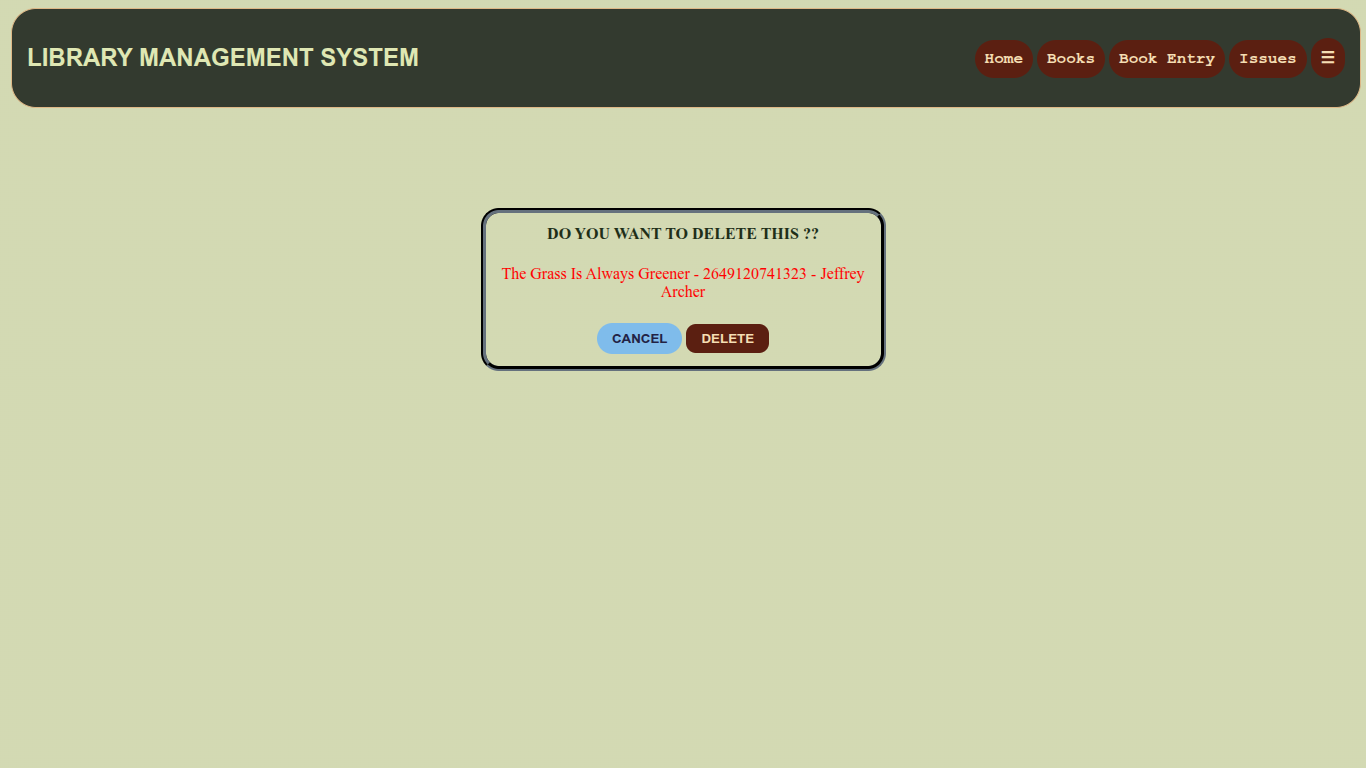 LIBRARY MANAGEMENT SYSTEM
Home Books Book Entry Issues ☰
DO YOU WANT TO DELETE THIS ??
The Grass Is Always Greener - 2649120741323 - Jeffrey
Archer
CANCEL DELETE